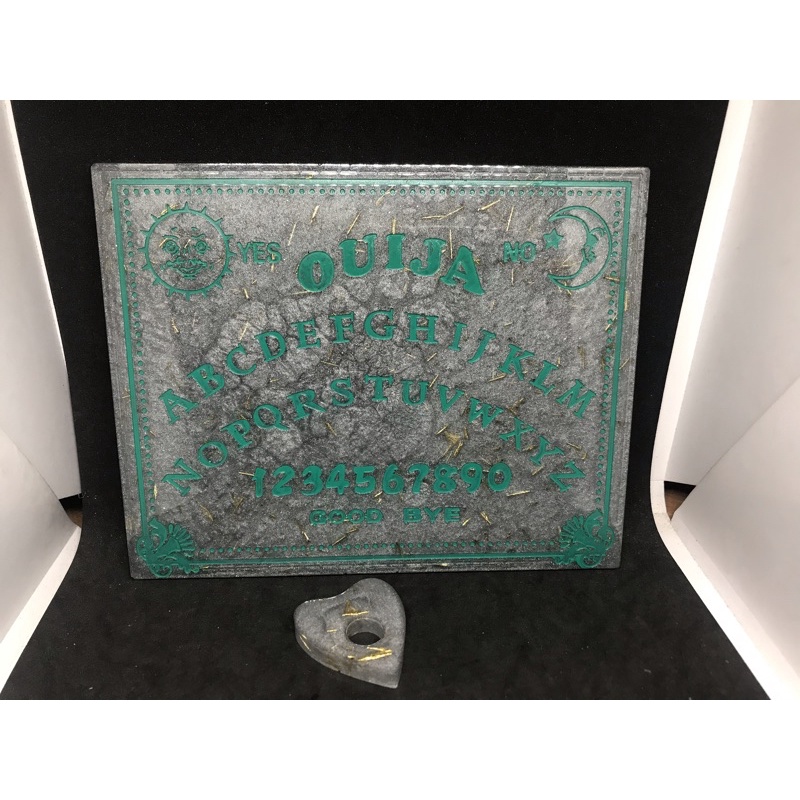 YES OUIJA NO
ABCDEFGHIJKLM
NOPQRSTUVWXYZ
1234567890
GOOD BYE